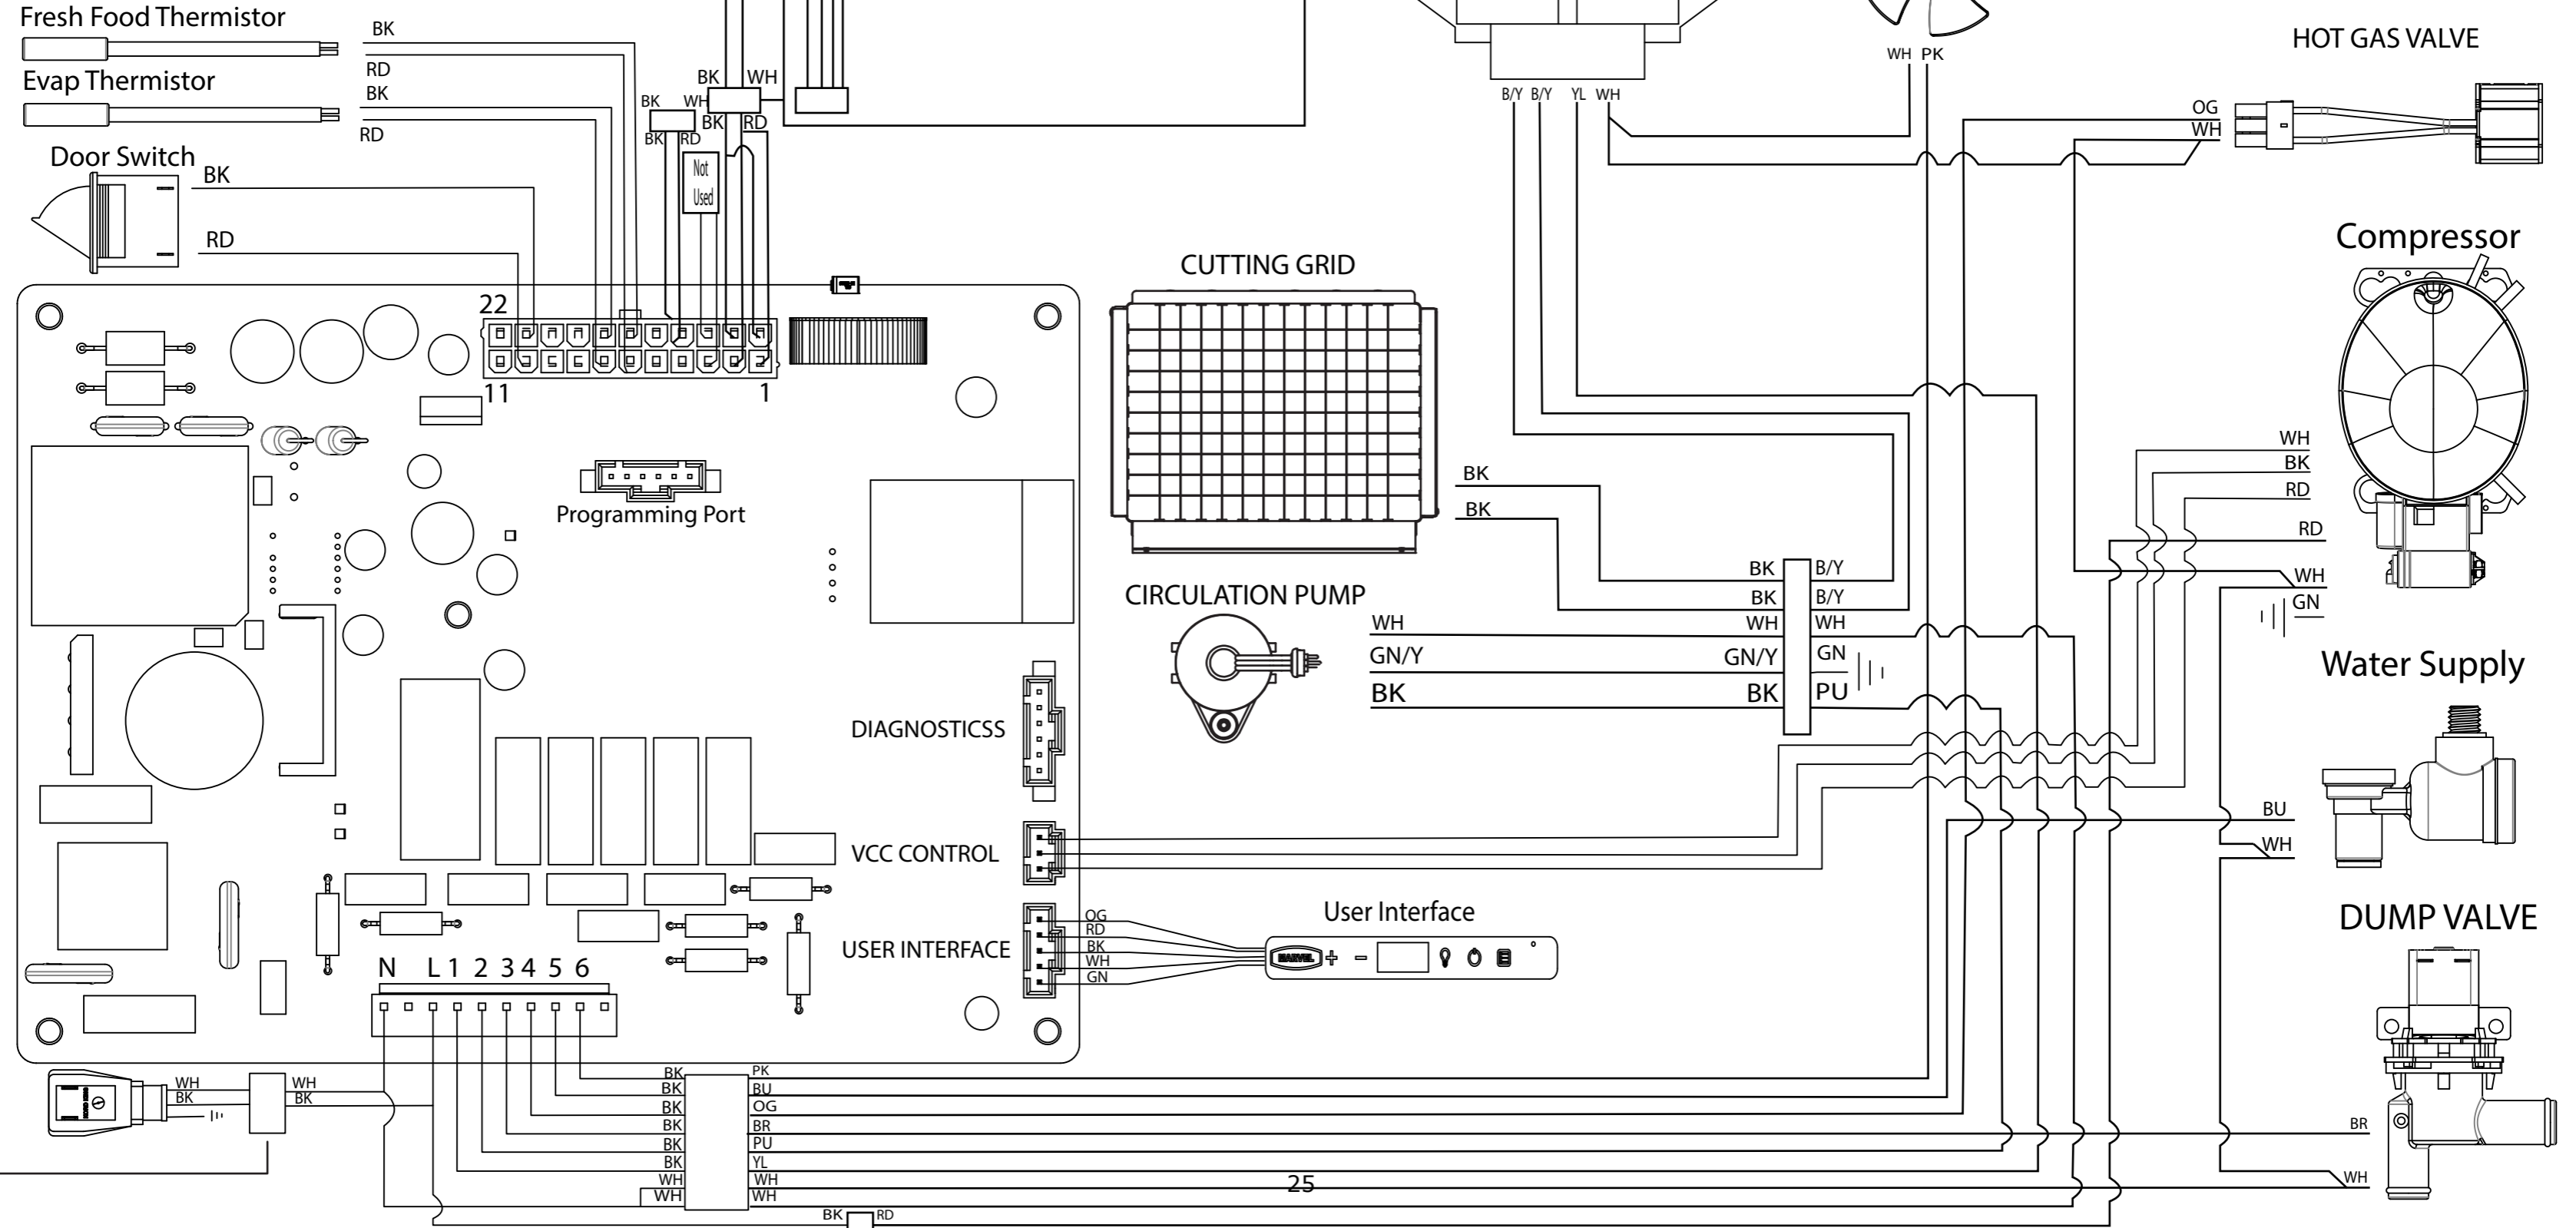 Fresh Food Thermistor
BK
RD
Evap Thermistor
BK
RD
Door Switch
BK
RD
BK WH
BK WH
BK RD
BK RD
Not
Used
WH PK
B/Y B/Y YL WH
HOT GAS VALVE
OG
WH
Compressor
WH
BK
RD
RD
WH
GN
22
11
1
Programming Port
CUTTING GRID
BK
BK
CIRCULATION PUMP
WH
GN/Y
BK
BK B/Y
BK B/Y
WH WH
GN/Y GN
BK PU
Water Supply
BU
WH
DUMP VALVE
BR
WH
DIAGNOSTICSS
VCC CONTROL
USER INTERFACE
OG
RD
BK
WH
GN
User Interface
MARVEL + −
N L 1 2 3 4 5 6
WH WH
BK BK
BK PK
BK BU
BK OG
BK BR
BK PU
BK YL
WH WH
WH WH
25
BK RD